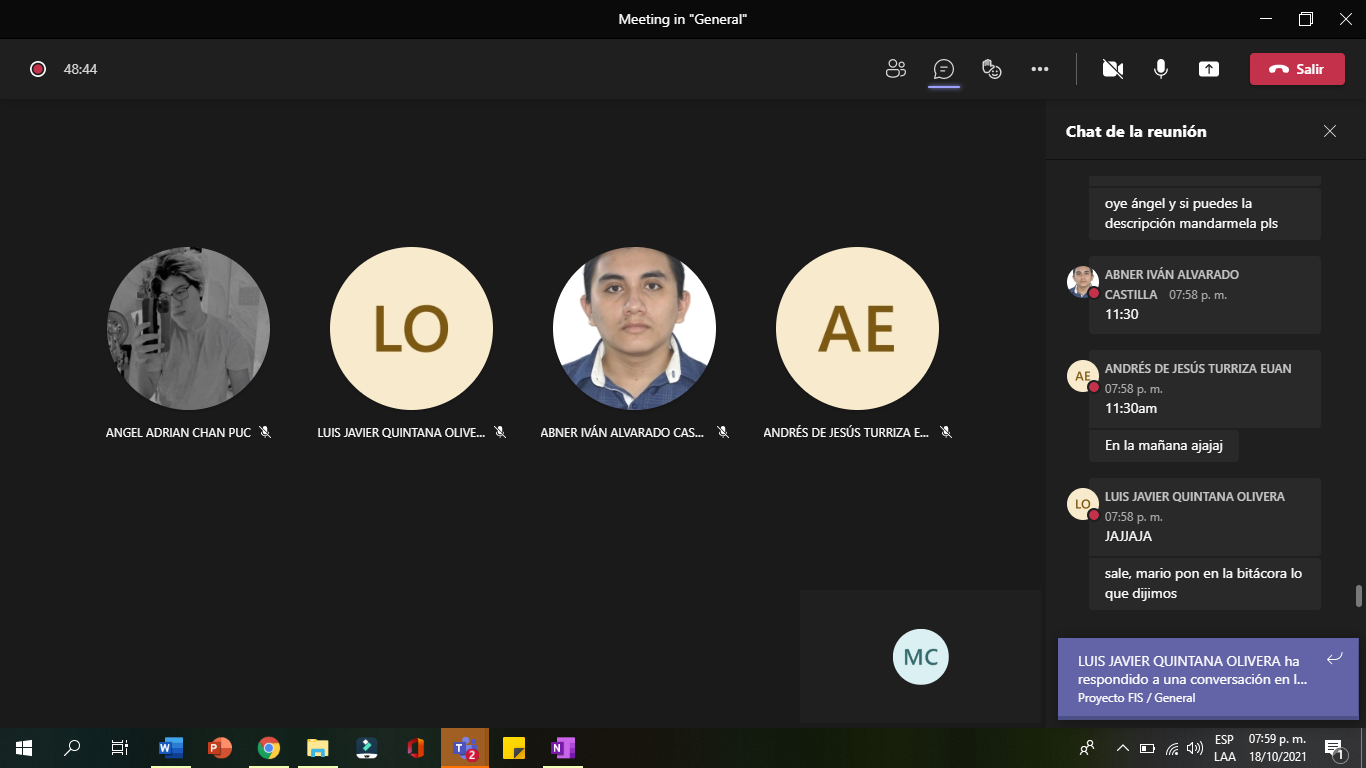 Meeting in "General"
48:44
Salir
Chat de la reunión
oye ángel y si puedes la
descripción mandarmela pls
ABNER IVÁN ALVARADO
CASTILLA 07:58 p. m.
11:30
AE
ANDRÉS DE JESÚS TURRIZA EUAN
07:58 p. m.
11:30am
En la mañana ajajaj
LO
LUIS JAVIER QUINTANA OLIVERA
07:58 p. m.
JAJJAJA
sale, mario pon en la bitácora lo
que dijimos
LUIS JAVIER QUINTANA OLIVERA ha
respondido a una conversación en l...
Proyecto FIS / General
LO
AE
ANGEL ADRIAN CHAN PUC
LUIS JAVIER QUINTANA OLIVE...
ABNER IVÁN ALVARADO CAS...
ANDRÉS DE JESÚS TURRIZA E...
MC
W
P
T
2
N
ESP
LAA
07:59 p. m.
18/10/2021
1